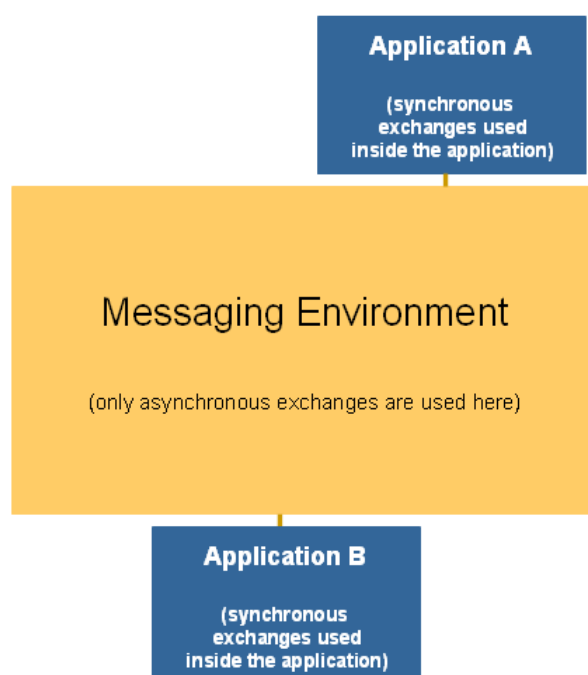 Application A
(synchronous
exchanges used
inside the application)
Messaging Environment
(only asynchronous exchanges are used here)
Application B
(synchronous
exchanges used
inside the application)